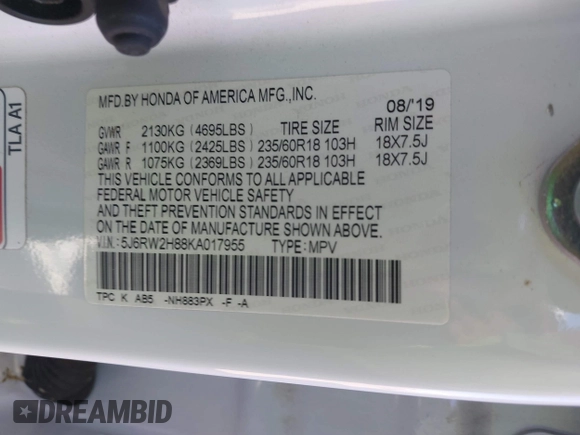 TLA A1
MFD.BY HONDA OF AMERICA MFG.,INC. 08/'19
GVWR 2130KG (4695LBS) TIRE SIZE RIM SIZE
GAWR F 1100KG (2425LBS) 235/60R18 103H 18X7.5J
GAWR R 1075KG (2369LBS) 235/60R18 103H 18X7.5J
THIS VEHICLE CONFORMS TO ALL APPLICABLE
FEDERAL MOTOR VEHICLE SAFETY
AND THEFT PREVENTION STANDARDS IN EFFECT
ON THE DATE OF MANUFACTURE SHOWN ABOVE.
V.I.N.:5J6RW2H88KA017955 TYPE:MPV
TPC K AB5 -NH883PX -F -A
DREAMBID